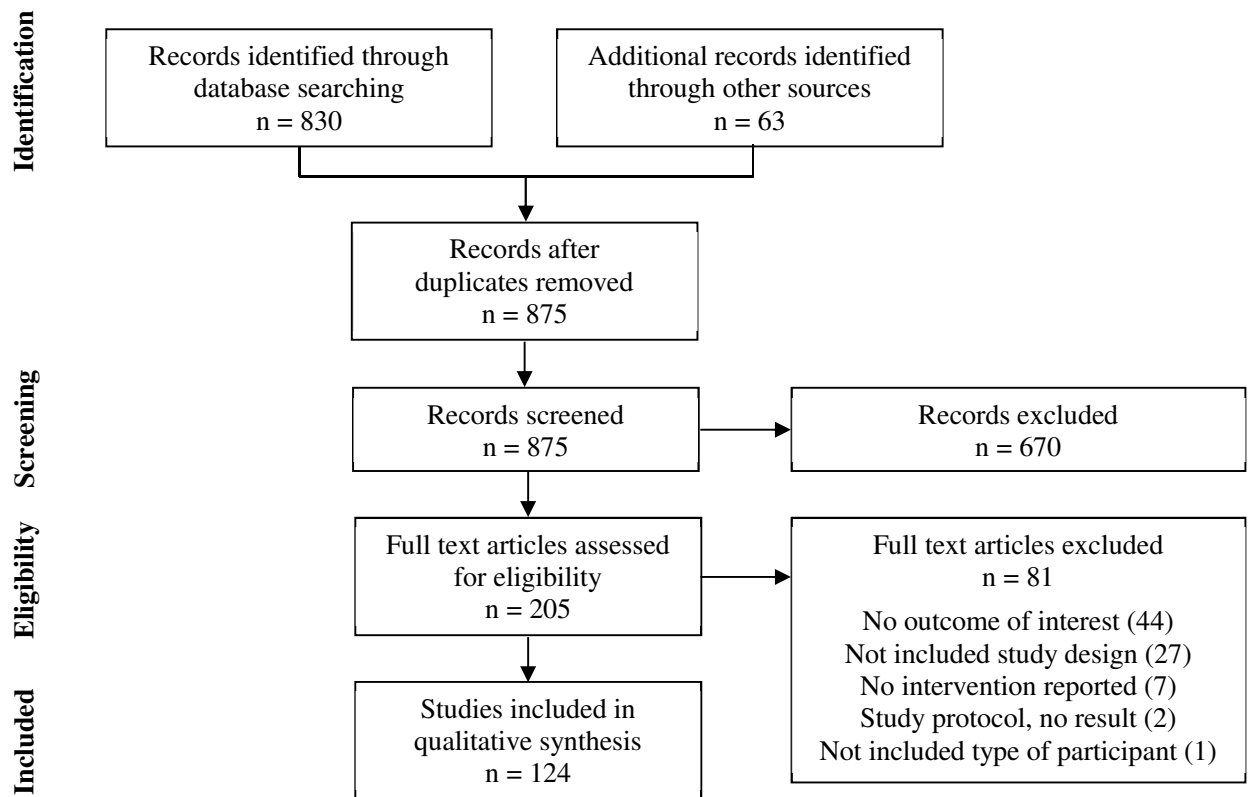 Identification
Records identified through
database searching
n = 830
Additional records identified
through other sources
n = 63
Records after
duplicates removed
n = 875
Screening
Records screened
n = 875
Records excluded
n = 670
Eligibility
Full text articles assessed
for eligibility
n = 205
Full text articles excluded
n = 81
No outcome of interest (44)
Not included study design (27)
No intervention reported (7)
Study protocol, no result (2)
Not included type of participant (1)
Included
Studies included in
qualitative synthesis
n = 124